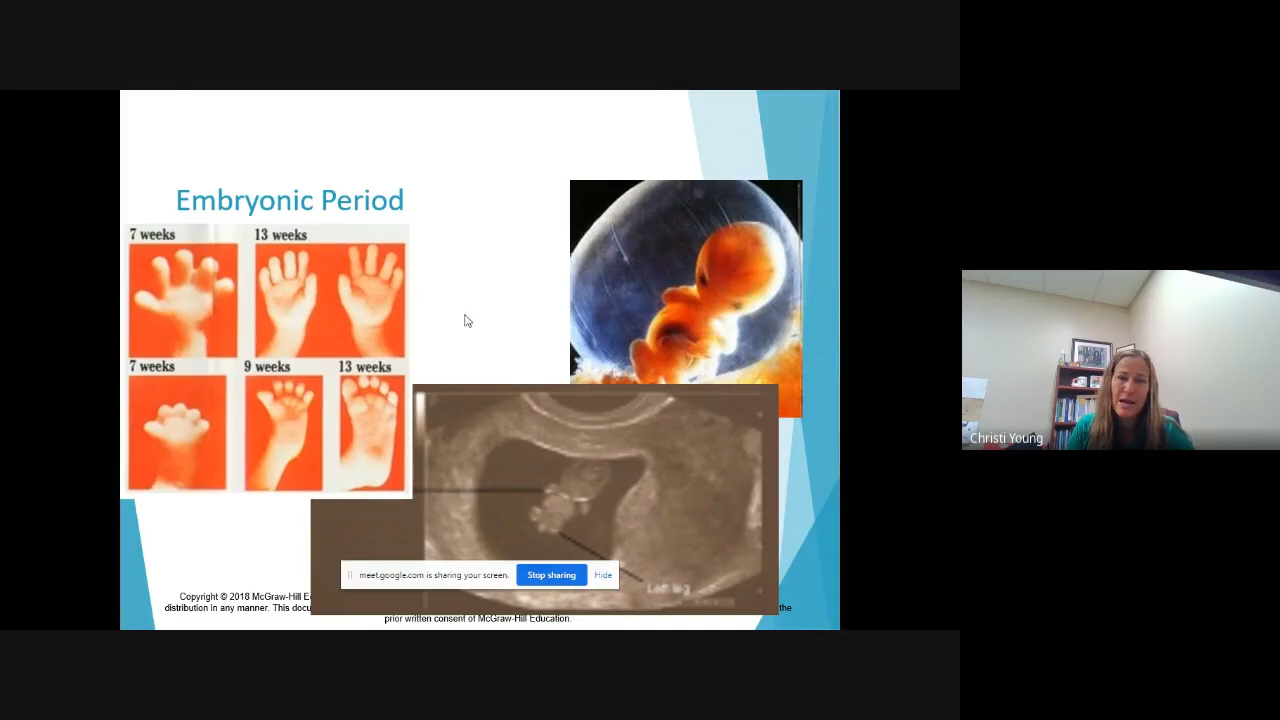 Embryonic Period
7 weeks
13 weeks
7 weeks
9 weeks
13 weeks
Left leg
meet.google.com is sharing your screen.
Stop sharing
Hide
Copyright © 2018 McGraw-Hill E
distribution in any manner. This docu
the
prior written consent of McGraw-Hill Education.
Christi Young